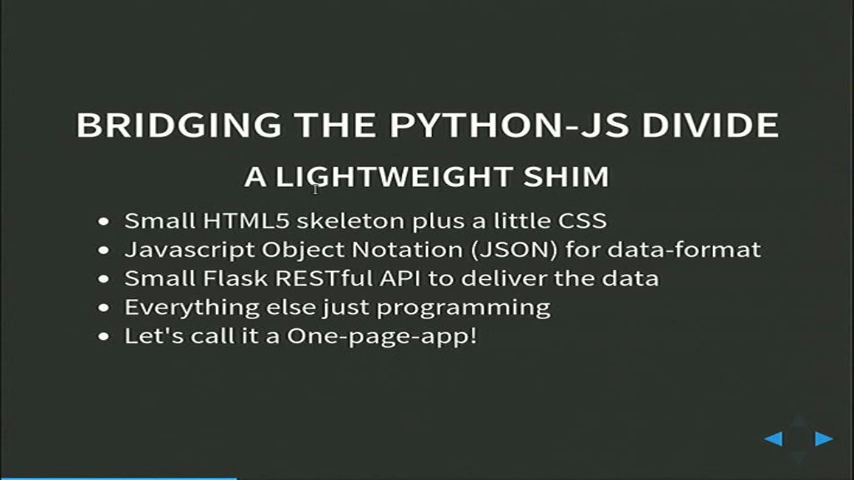 BRIDGING THE PYTHON-JS DIVIDE
A LIGHTWEIGHT SHIM
Small HTML5 skeleton plus a little CSS
Javascript Object Notation (JSON) for data-format
Small Flask RESTful API to deliver the data
Everything else just programming
Let's call it a One-page-app!